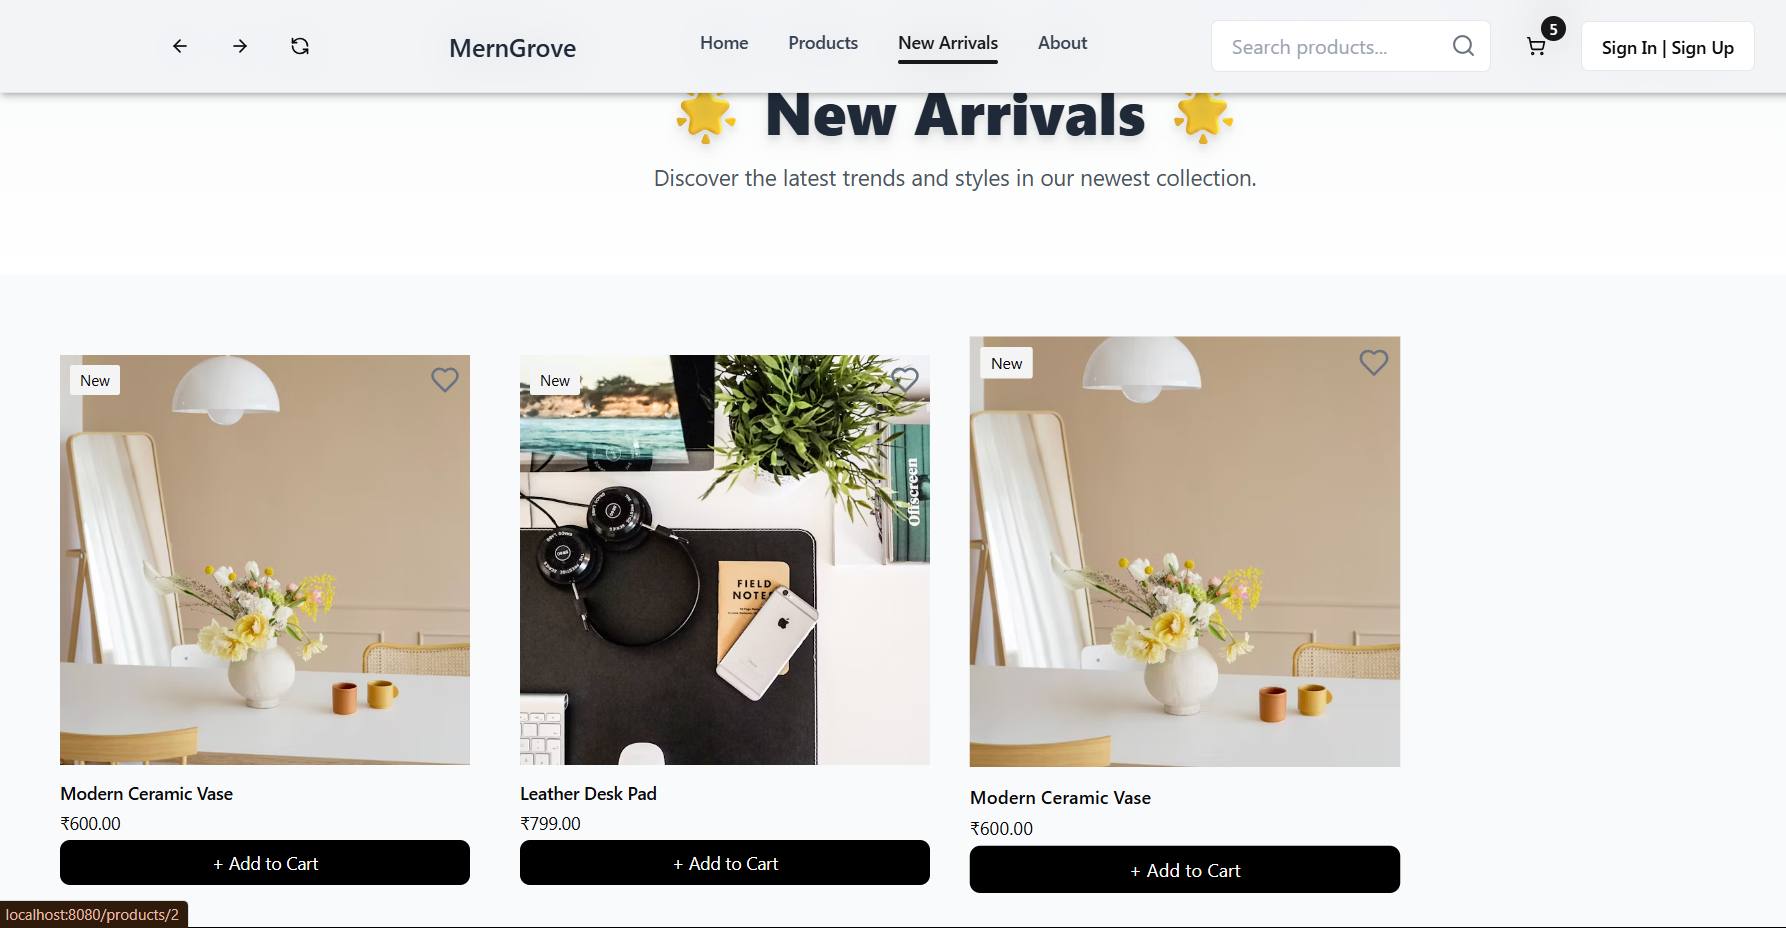 MernGrove
Home
Products
New Arrivals
About
Search products...
5
Sign In | Sign Up
New Arrivals
Discover the latest trends and styles in our newest collection.
New
New
New
Offscreen
FIELD
NOTES
Modern Ceramic Vase
₹600.00
+ Add to Cart
Leather Desk Pad
₹799.00
+ Add to Cart
Modern Ceramic Vase
₹600.00
+ Add to Cart
localhost:8080/products/2